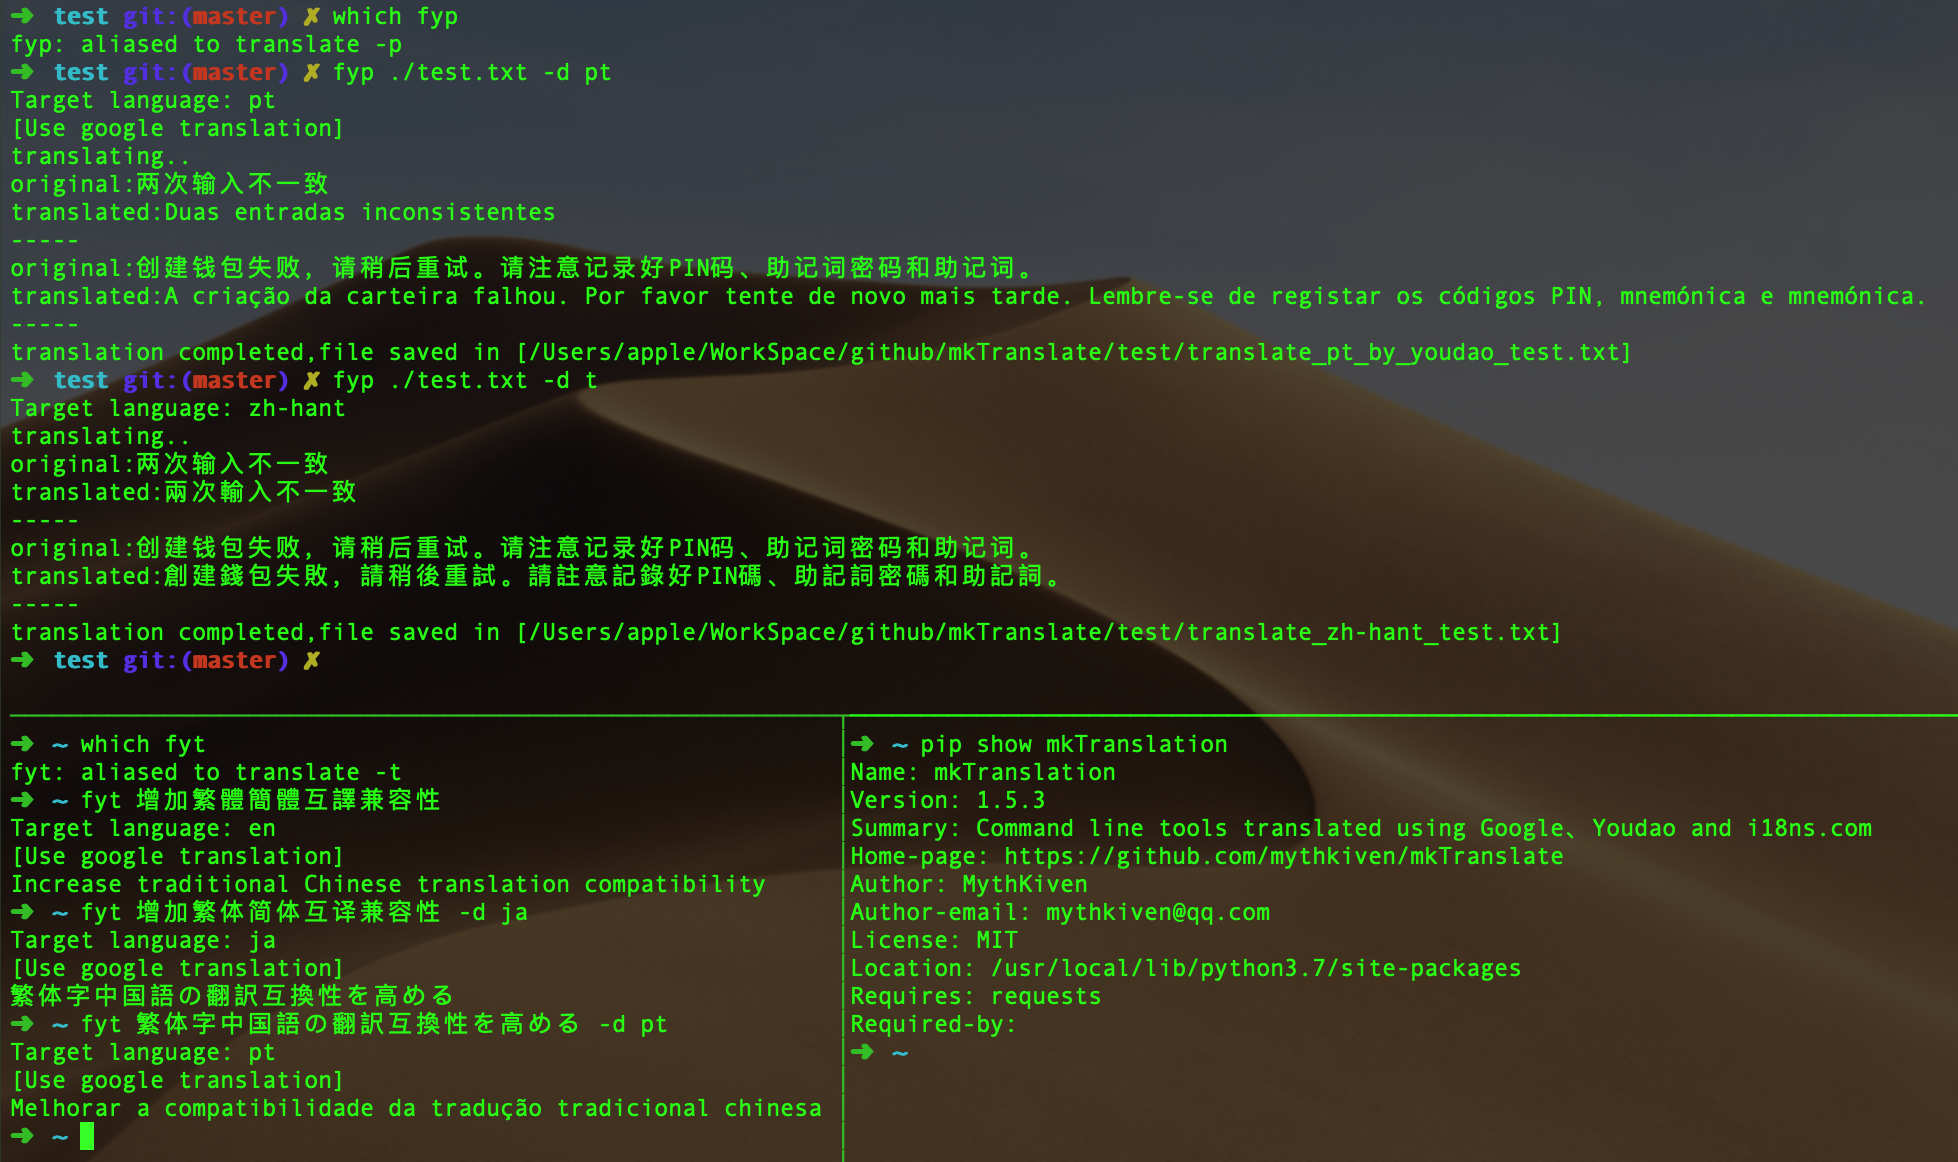 ➜ test git:(master) ✗ which fyp
fyp: aliased to translate -p
➜ test git:(master) ✗ fyp ./test.txt -d pt
Target language: pt
[Use google translation]
translating..
original:两次输入不一致
translated:Duas entradas inconsistentes
-----
original:创建钱包失败，请稍后重试。请注意记录好PIN码、助记词密码和助记词。
translated:A criação da carteira falhou. Por favor tente de novo mais tarde. Lembre-se de registar os códigos PIN, mnemónica e mnemónica.
-----
translation completed,file saved in [/Users/apple/WorkSpace/github/mkTranslate/test/translate_pt_by_youdao_test.txt]
➜ test git:(master) ✗ fyp ./test.txt -d t
Target language: zh-hant
translating..
original:两次输入不一致
translated:兩次輸入不一致
-----
original:创建钱包失败，请稍后重试。请注意记录好PIN码、助记词密码和助记词。
translated:創建錢包失敗，請稍後重試。請註意記錄好PIN碼、助記詞密碼和助記詞。
-----
translation completed,file saved in [/Users/apple/WorkSpace/github/mkTranslate/test/translate_zh-hant_test.txt]
➜ test git:(master) ✗
➜ ~ which fyt
fyt: aliased to translate -t
➜ ~ fyt 增加繁體簡體互譯兼容性
Target language: en
[Use google translation]
Increase traditional Chinese translation compatibility
➜ ~ fyt 增加繁体简体互译兼容性 -d ja
Target language: ja
[Use google translation]
繁体字中国語の翻訳互換性を高める
➜ ~ fyt 繁体字中国語の翻訳互換性を高める -d pt
Target language: pt
[Use google translation]
Melhorar a compatibilidade da tradução tradicional chinesa
➜ ~
➜ ~ pip show mkTranslation
Name: mkTranslation
Version: 1.5.3
Summary: Command line tools translated using Google、Youdao and i18ns.com
Home-page: https://github.com/mythkiven/mkTranslate
Author: MythKiven
Author-email: mythkiven@qq.com
License: MIT
Location: /usr/local/lib/python3.7/site-packages
Requires: requests
Required-by:
➜ ~